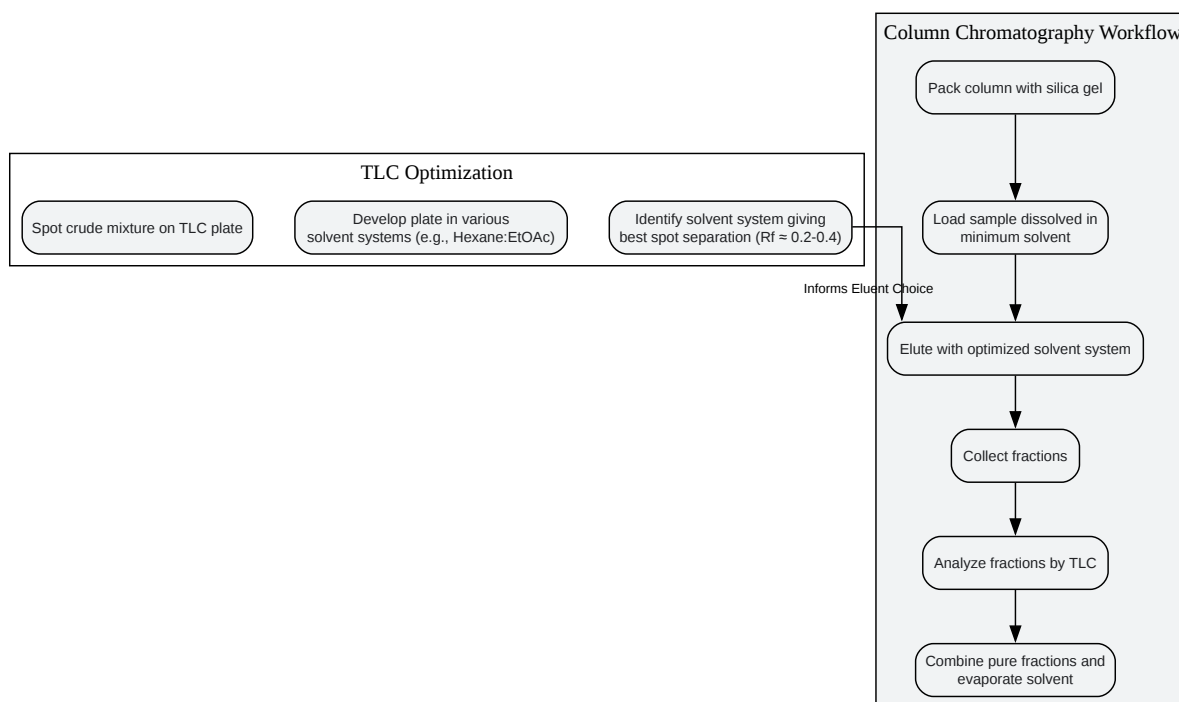 Column Chromatography Workflow
Pack column with silica gel
TLC Optimization
Spot crude mixture on TLC plate
Develop plate in various
solvent systems (e.g., Hexane:EtOAc)
Identify solvent system giving
best spot separation (Rf ≈ 0.2-0.4)
Load sample dissolved in
minimum solvent
Informs Eluent Choice
Elute with optimized solvent system
Collect fractions
Analyze fractions by TLC
Combine pure fractions and
evaporate solvent